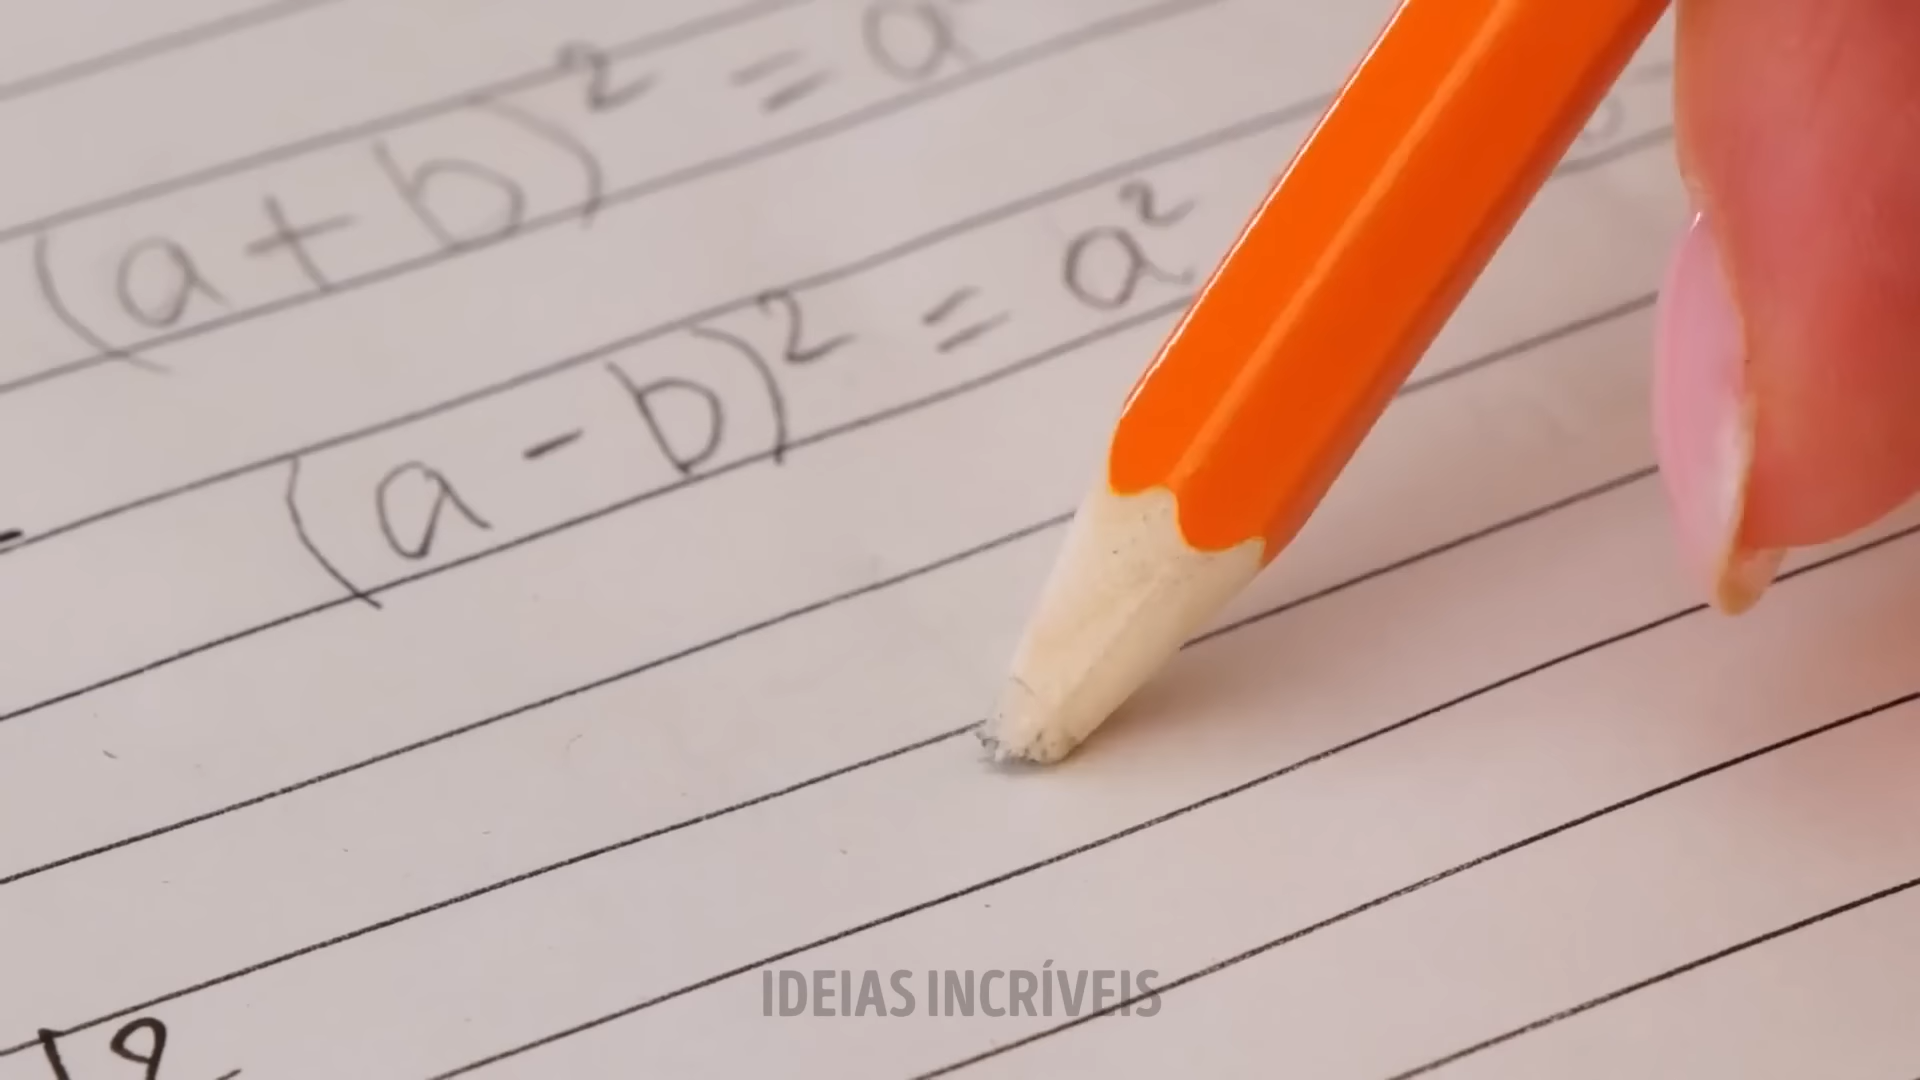 (a+b)² = a
(a-b)² = a²
IDEIAS INCRÍVEIS